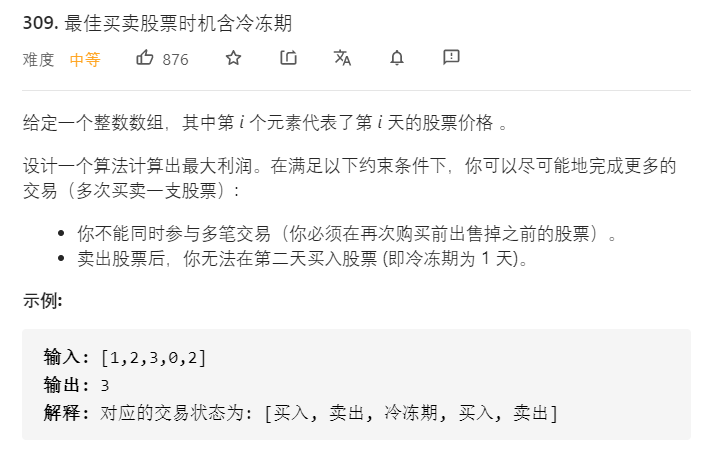 309. 最佳买卖股票时机含冷冻期
难度 中等 876
给定一个整数数组，其中第 i 个元素代表了第 i 天的股票价格 。
设计一个算法计算出最大利润。在满足以下约束条件下，你可以尽可能地完成更多的
交易（多次买卖一支股票）:
• 你不能同时参与多笔交易（你必须在再次购买前出售掉之前的股票）。
• 卖出股票后，你无法在第二天买入股票 (即冷冻期为 1 天)。
示例:
输入: [1,2,3,0,2]
输出: 3
解释: 对应的交易状态为: [买入, 卖出, 冷冻期, 买入, 卖出]